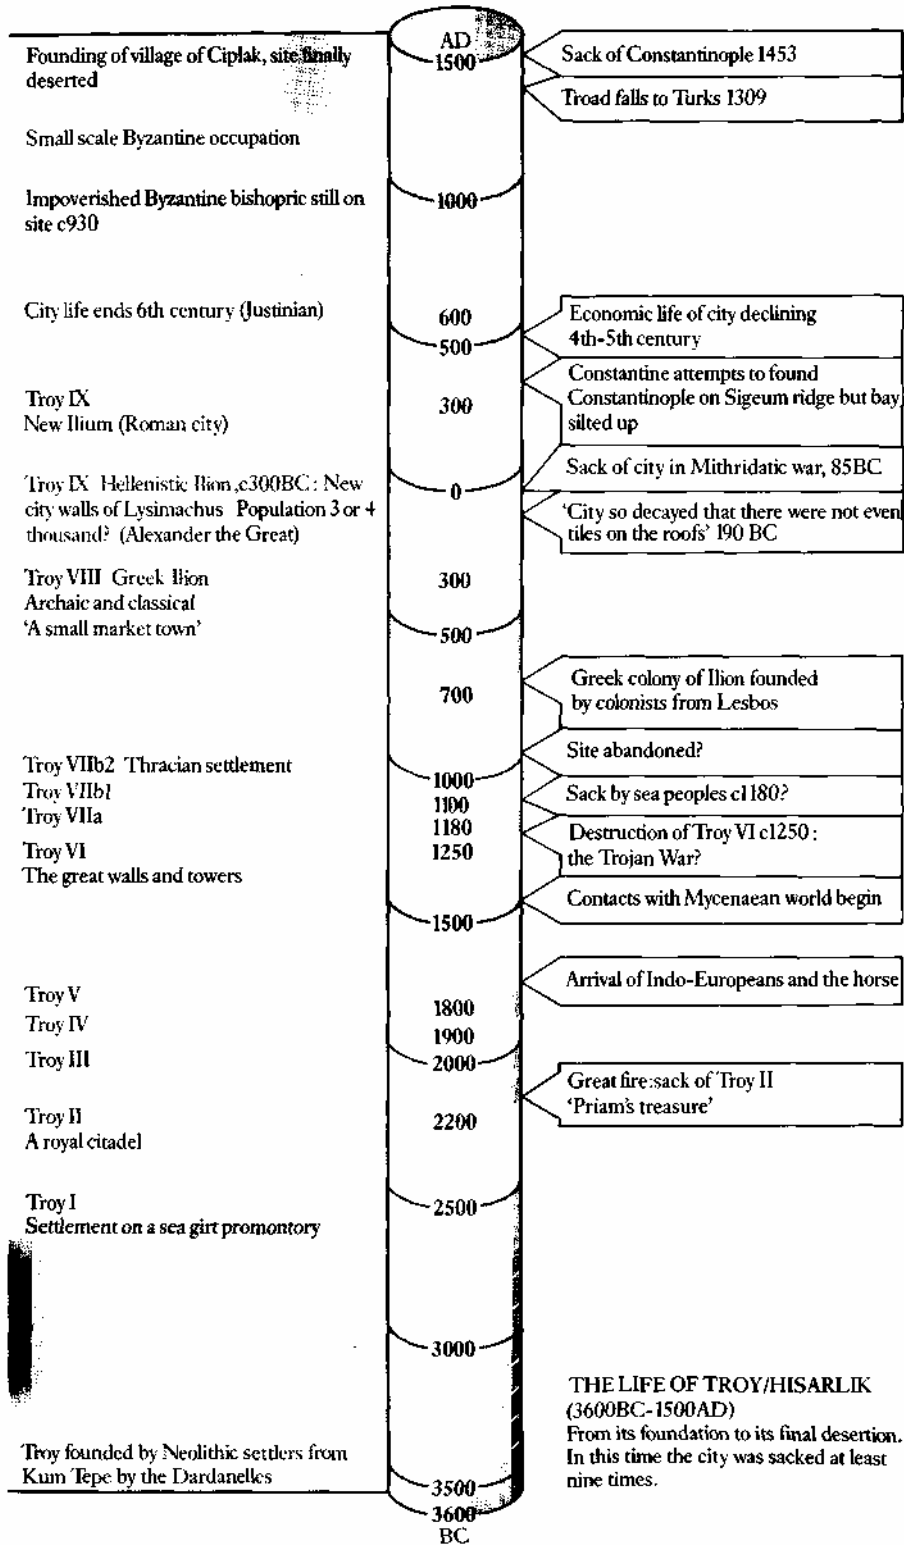 AD
1500
Founding of village of Ciplak, site finally
deserted
Sack of Constantinople 1453
Troad falls to Turks 1309
Small scale Byzantine occupation
Impoverished Byzantine bishopric still on
site c930
1000
City life ends 6th century (Justinian)
600
500
Economic life of city declining
4th-5th century
Constantine attempts to found
Constantinople on Sigeum ridge but bay
silted up
Troy IX
New Ilium (Roman city)
300
Sack of city in Mithridatic war, 85BC
Troy IX Hellenistic Ilion ,c300BC : New
city walls of Lysimachus Population 3 or 4
thousand? (Alexander the Great)
0
'City so decayed that there were not even
tiles on the roofs' 190 BC
Troy VIII Greek Ilion
Archaic and classical
'A small market town'
300
500
Greek colony of Ilion founded
by colonists from Lesbos
700
Site abandoned?
Troy VIIb2 Thracian settlement
Troy VIIb1
Troy VIIa
1000
1100
1180
Sack by sea peoples c1180?
Destruction of Troy VI c1250 :
the Trojan War?
Troy VI
The great walls and towers
1250
Contacts with Mycenaean world begin
1500
Arrival of Indo-Europeans and the horse
Troy V
1800
Troy IV
1900
Troy III
2000
Great fire:sack of Troy II
'Priam's treasure'
Troy II
A royal citadel
2200
Troy I
Settlement on a sea girt promontory
2500
3000
THE LIFE OF TROY/HISARLIK
(3600BC-1500AD)
From its foundation to its final desertion.
In this time the city was sacked at least
nine times.
Troy founded by Neolithic settlers from
Kum Tepe by the Dardanelles
3500
3600
BC